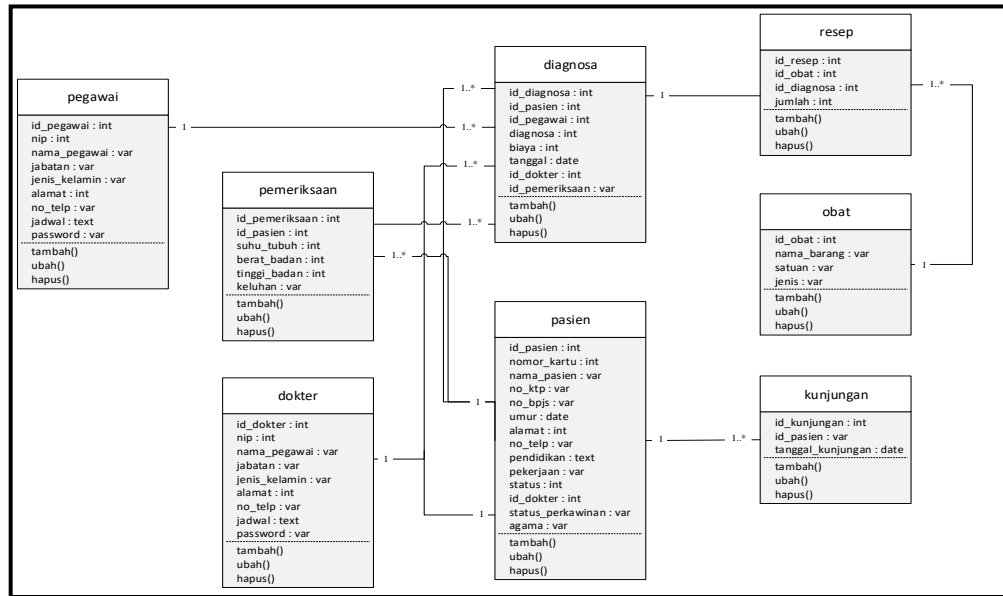 pegawai
id_pegawai : int
nip : int
nama_pegawai : var
jabatan : var
jenis_kelamin : var
alamat : int
no_telp : var
jadwal : text
password : var
tambah()
ubah()
hapus()
1
1..*
pemeriksaan
id_pemeriksaan : int
id_pasien : int
suhu_tubuh : int
berat_badan : int
tinggi_badan : int
keluhan : var
tambah()
ubah()
hapus()
1..*
1..*
dokter
id_dokter : int
nip : int
nama_pegawai : var
jabatan : var
jenis_kelamin : var
alamat : int
no_telp : var
jadwal : text
password : var
tambah()
ubah()
hapus()
1
1..*
1..*
diagnosa
id_diagnosa : int
id_pasien : int
id_pegawai : int
diagnosa : int
biaya : int
tanggal : date
id_dokter : int
id_pemeriksaan : var
tambah()
ubah()
hapus()
1
1
1
pasien
id_pasien : int
nomor_kartu : int
nama_pasien : var
no_ktp : var
no_bpjs : var
umur : date
alamat : int
no_telp : var
pendidikan : text
pekerjaan : var
status : int
id_dokter : int
status_perkawinan : var
agama : var
tambah()
ubah()
hapus()
1
1..*
resep
id_resep : int
id_obat : int
id_diagnosa : int
jumlah : int
tambah()
ubah()
hapus()
1..*
obat
id_obat : int
nama_barang : var
satuan : var
jenis : var
tambah()
ubah()
hapus()
1
kunjungan
id_kunjungan : int
id_pasien : var
tanggal_kunjungan : date
tambah()
ubah()
hapus()